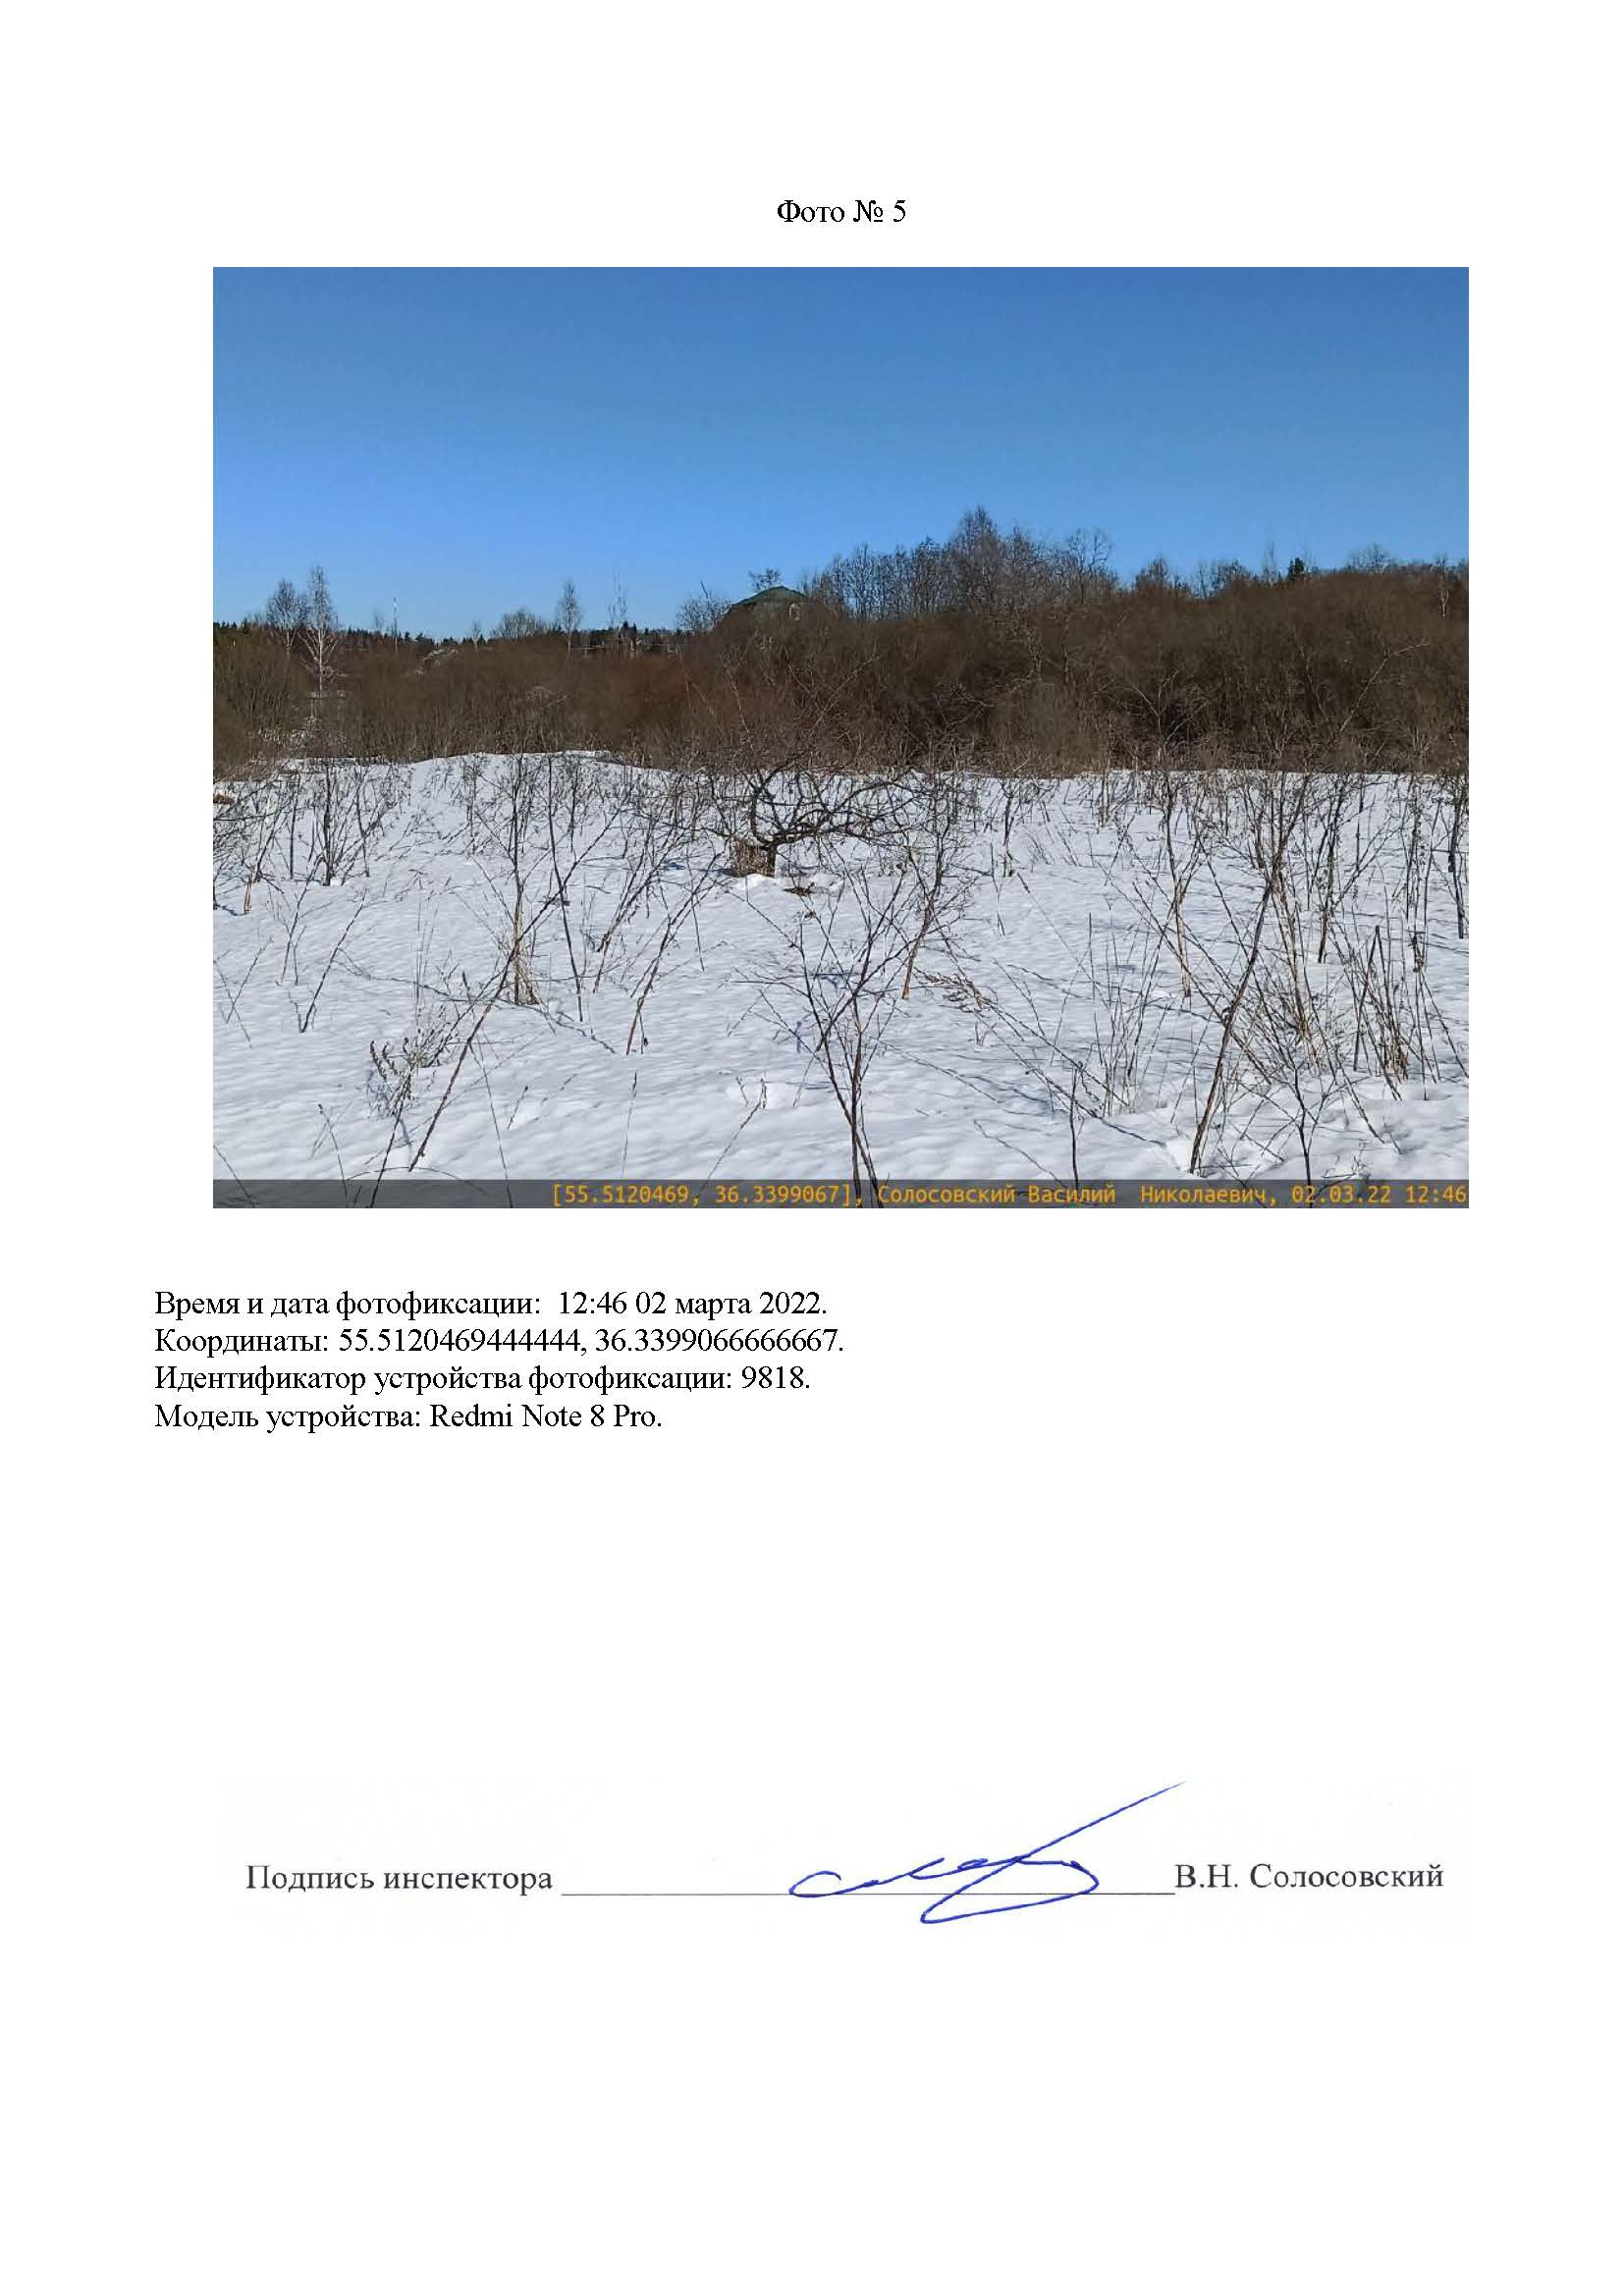 Фото № 5
[55.5120469, 36.3399067], Солосовский Василий  Николаевич, 02.03.22 12:46
Время и дата фотофиксации:  12:46 02 марта 2022.
Координаты: 55.5120469444444, 36.3399066666667.
Идентификатор устройства фотофиксации: 9818.
Модель устройства: Redmi Note 8 Pro.
Подпись инспектора ____________________ В.Н. Солосовский